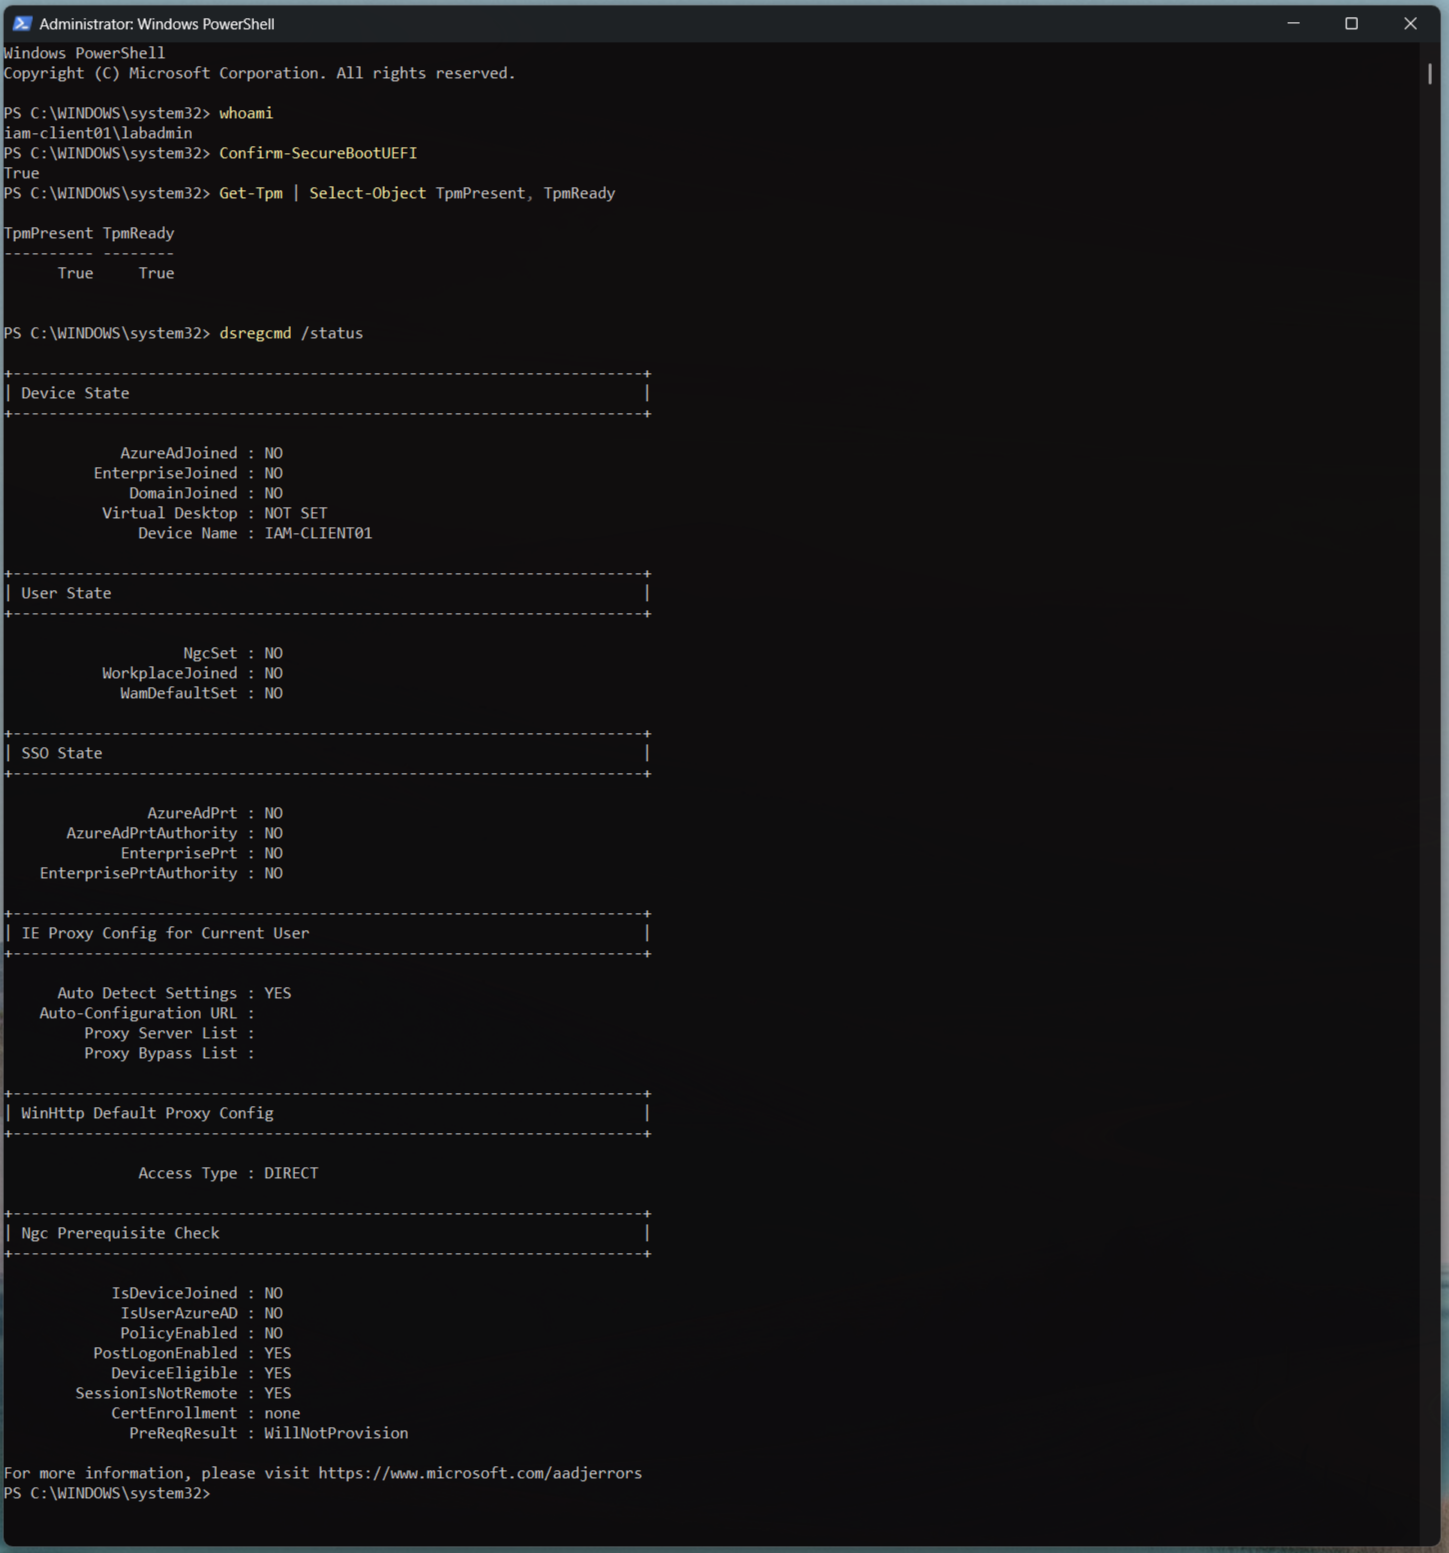 Administrator: Windows PowerShell
Windows PowerShell
Copyright (C) Microsoft Corporation. All rights reserved.
PS C:\WINDOWS\system32> whoami
iam-client01\labadmin
PS C:\WINDOWS\system32> Confirm-SecureBootUEFI
True
PS C:\WINDOWS\system32> Get-Tpm | Select-Object TpmPresent, TpmReady
TpmPresent TpmReady
---------- --------
      True     True
PS C:\WINDOWS\system32> dsregcmd /status
+----------------------------------------------------------------------+
| Device State                                                         |
+----------------------------------------------------------------------+
             AzureAdJoined : NO
          EnterpriseJoined : NO
              DomainJoined : NO
           Virtual Desktop : NOT SET
               Device Name : IAM-CLIENT01
+----------------------------------------------------------------------+
| User State                                                           |
+----------------------------------------------------------------------+
                    NgcSet : NO
           WorkplaceJoined : NO
             WamDefaultSet : NO
+----------------------------------------------------------------------+
| SSO State                                                            |
+----------------------------------------------------------------------+
                AzureAdPrt : NO
       AzureAdPrtAuthority : NO
             EnterprisePrt : NO
    EnterprisePrtAuthority : NO
+----------------------------------------------------------------------+
| IE Proxy Config for Current User                                     |
+----------------------------------------------------------------------+
      Auto Detect Settings : YES
    Auto-Configuration URL :
         Proxy Server List :
         Proxy Bypass List :
+----------------------------------------------------------------------+
| WinHttp Default Proxy Config                                         |
+----------------------------------------------------------------------+
               Access Type : DIRECT
+----------------------------------------------------------------------+
| Ngc Prerequisite Check                                               |
+----------------------------------------------------------------------+
            IsDeviceJoined : NO
             IsUserAzureAD : NO
             PolicyEnabled : NO
          PostLogonEnabled : YES
            DeviceEligible : YES
        SessionIsNotRemote : YES
            CertEnrollment : none
              PreReqResult : WillNotProvision
For more information, please visit https://www.microsoft.com/aadjerrors
PS C:\WINDOWS\system32>